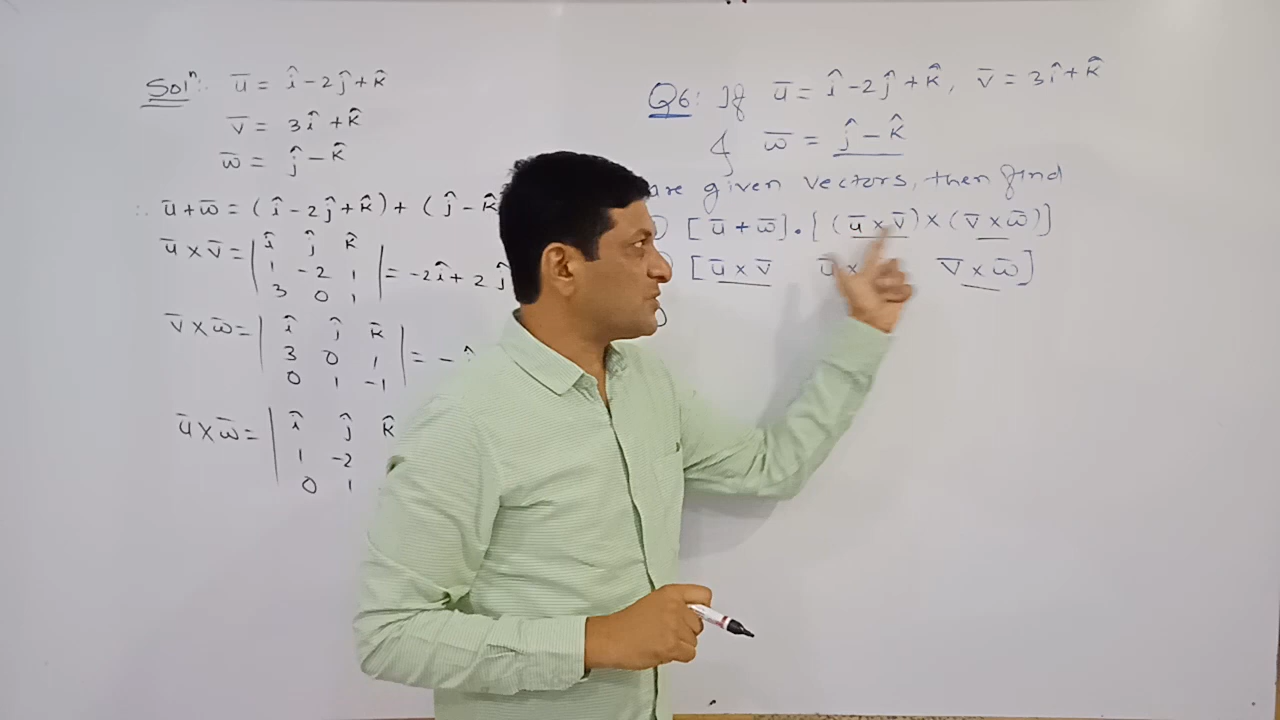 Solⁿ: ū = î - 2ĵ + k̂
v̄ = 3î + k̂
w̄ = ĵ - k̂
∴ ū + w̄ = (î - 2ĵ + k̂) + (ĵ - k̂
ū × v̄ = | î ĵ k̂
1 -2 1
3 0 1 | = -2î + 2ĵ
v̄ × w̄ = | î ĵ k̂
3 0 1
0 1 -1 | = -
ū × w̄ = | î ĵ k̂
1 -2
0 1
Q6: If ū = î - 2ĵ + k̂, v̄ = 3î + k̂
& w̄ = ĵ - k̂
are given vectors, then find
[ū + w̄] . [(ū × v̄) × (v̄ × w̄)]
[ū × v̄ ū × v̄ × w̄]